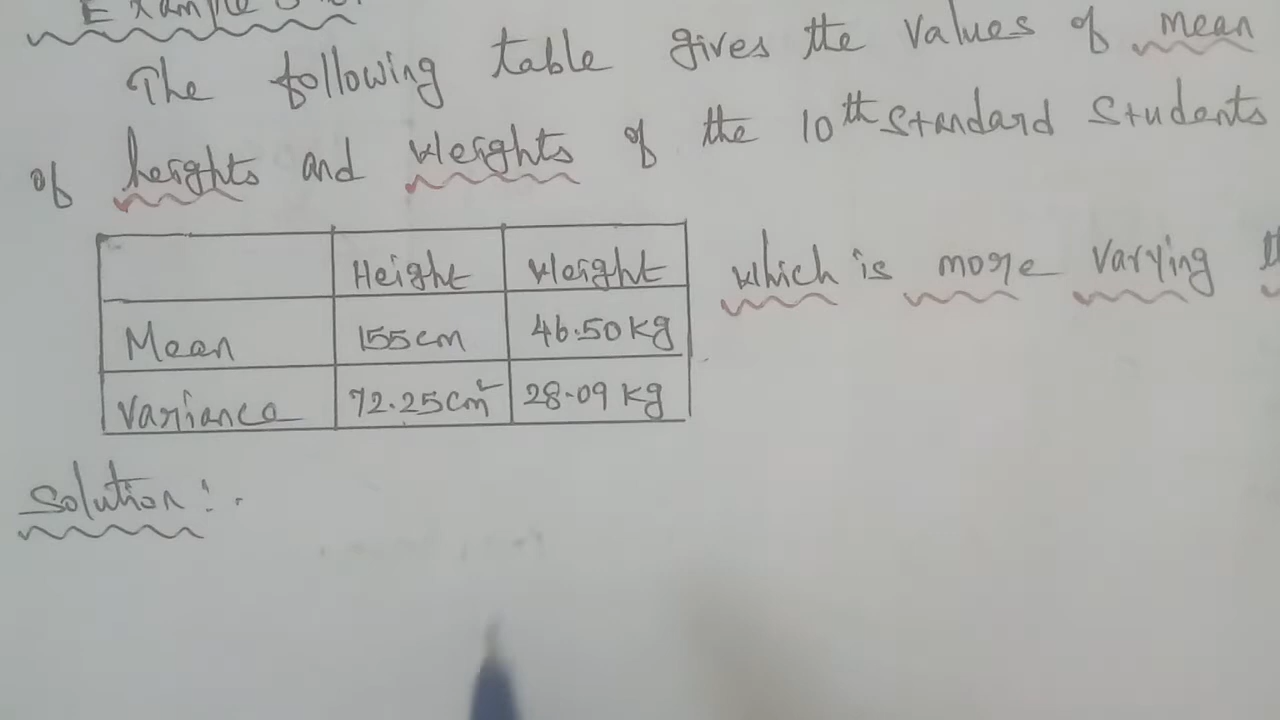 Example
The following table gives the values of mean
of heights and weights of the 10th Standard Students
Height Weight which is more varying
Mean 155cm 46.50kg
Variance 72.25cm² 28.09 kg
Solution:.